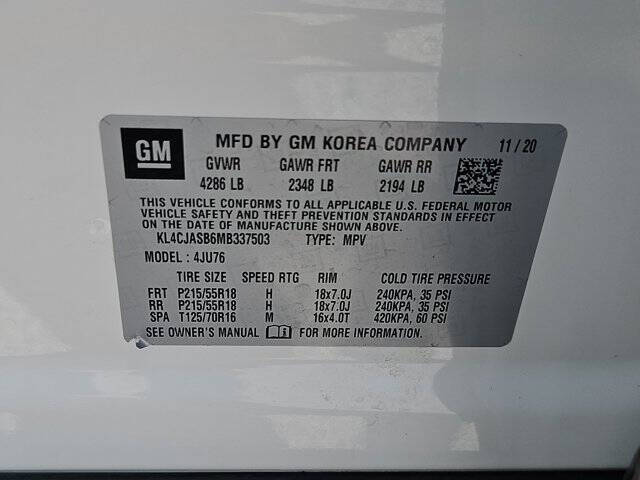 GM MFD BY GM KOREA COMPANY 11/20
GVWR GAWR FRT GAWR RR
4286 LB 2348 LB 2194 LB
THIS VEHICLE CONFORMS TO ALL APPLICABLE U.S. FEDERAL MOTOR
VEHICLE SAFETY AND THEFT PREVENTION STANDARDS IN EFFECT
ON THE DATE OF MANUFACTURE SHOWN ABOVE.
KL4CJASB6MB337503 TYPE: MPV
MODEL : 4JU76
TIRE SIZE SPEED RTG RIM COLD TIRE PRESSURE
FRT P215/55R18 H 18x7.0J 240KPA, 35 PSI
RR P215/55R18 H 18x7.0J 240KPA, 35 PSI
SPA T125/70R16 M 16x4.0T 420KPA, 60 PSI
SEE OWNER'S MANUAL FOR MORE INFORMATION